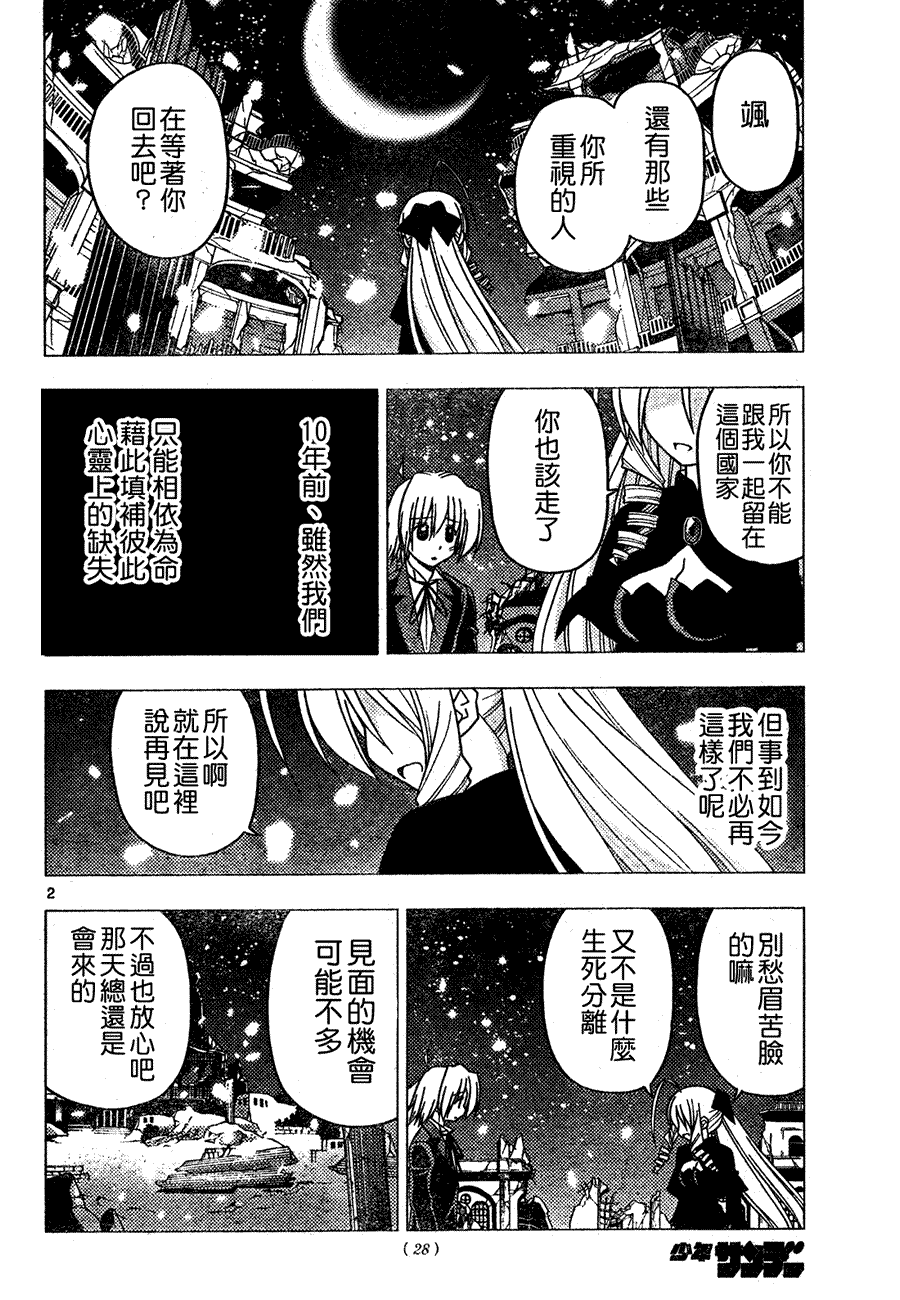 颯
還有那些
你所
重視的人
在等著你
回去吧？
所以你不能
跟我一起留在
這個國家
你也該走了
10年前、雖然我們
只能相依為命
藉此填補彼此
心靈上的缺失
但事到如今
我們不必再
這樣了呢
所以啊
就在這裡
說再見吧
2
別愁眉苦臉
的嘛
又不是什麼
生死分離
見面的機會
可能不多
不過也放心吧
那天總還是
會來的
(28)
少年サンデー